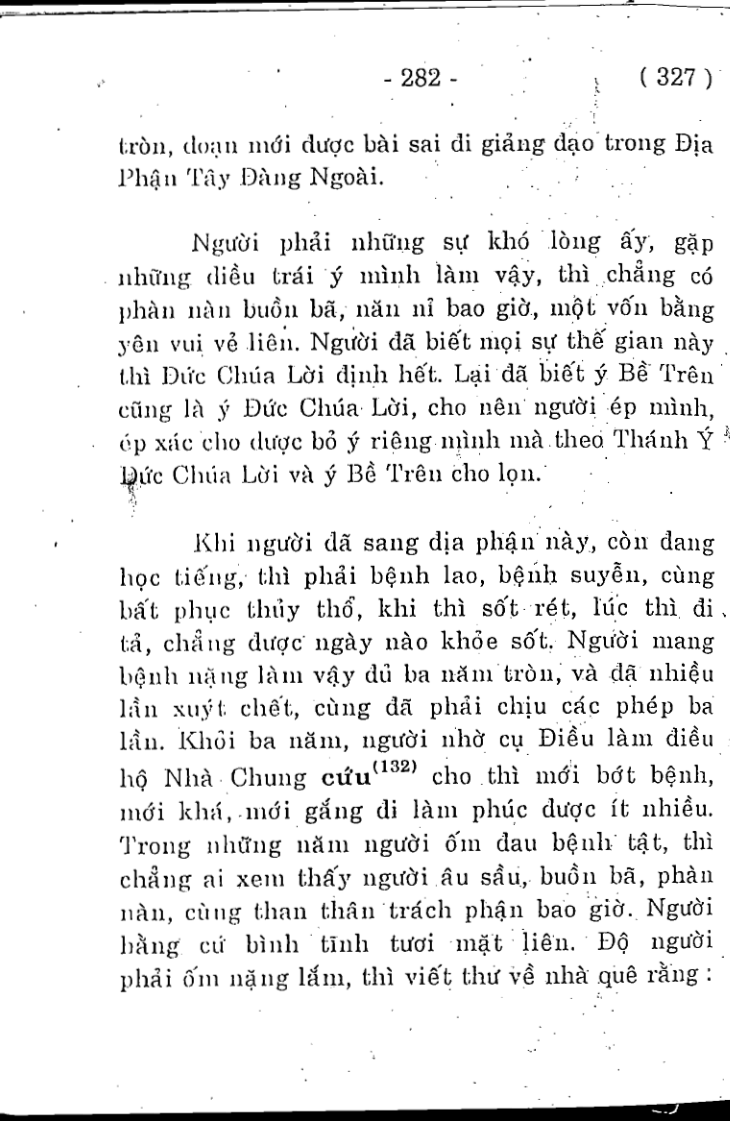 - 282 - ( 327 )
tròn, đoạn mới được bài sai đi giảng đạo trong Địa
Phận Tây Đàng Ngoài.
Người phải những sự khó lòng ấy, gặp
những điều trái ý mình làm vậy, thì chẳng có
phàn nàn buồn bã, năn nỉ bao giờ, một vốn bằng
yên vui vẻ liên. Người đã biết mọi sự thế gian này
thì Đức Chúa Lời định hết. Lại đã biết ý Bề Trên
cũng là ý Đức Chúa Lời, cho nên người ép mình,
ép xác cho được bỏ ý riêng mình mà theo Thánh Ý
Đức Chúa Lời và ý Bề Trên cho lọn.
Khi người đã sang địa phận này, còn đang
học tiếng, thì phải bệnh lao, bệnh suyễn, cùng
bất phục thủy thổ, khi thì sốt rét, lúc thì đi
tả, chẳng được ngày nào khỏe sốt. Người mang
bệnh nặng làm vậy đủ ba năm tròn, và đã nhiều
lần xuýt chết, cùng đã phải chịu các phép ba
lần. Khỏi ba năm, người nhờ cụ Điều làm điều
hộ Nhà Chung cứu(132) cho thì mới bớt bệnh,
mới khá, mới gắng đi làm phúc được ít nhiều.
Trong những năm người ốm đau bệnh tật, thì
chẳng ai xem thấy người âu sầu, buồn bã, phàn
nàn, cùng than thân trách phận bao giờ. Người
hằng cứ bình tĩnh tươi mặt liên. Độ người
phải ốm nặng lắm, thì viết thư về nhà quê rằng :